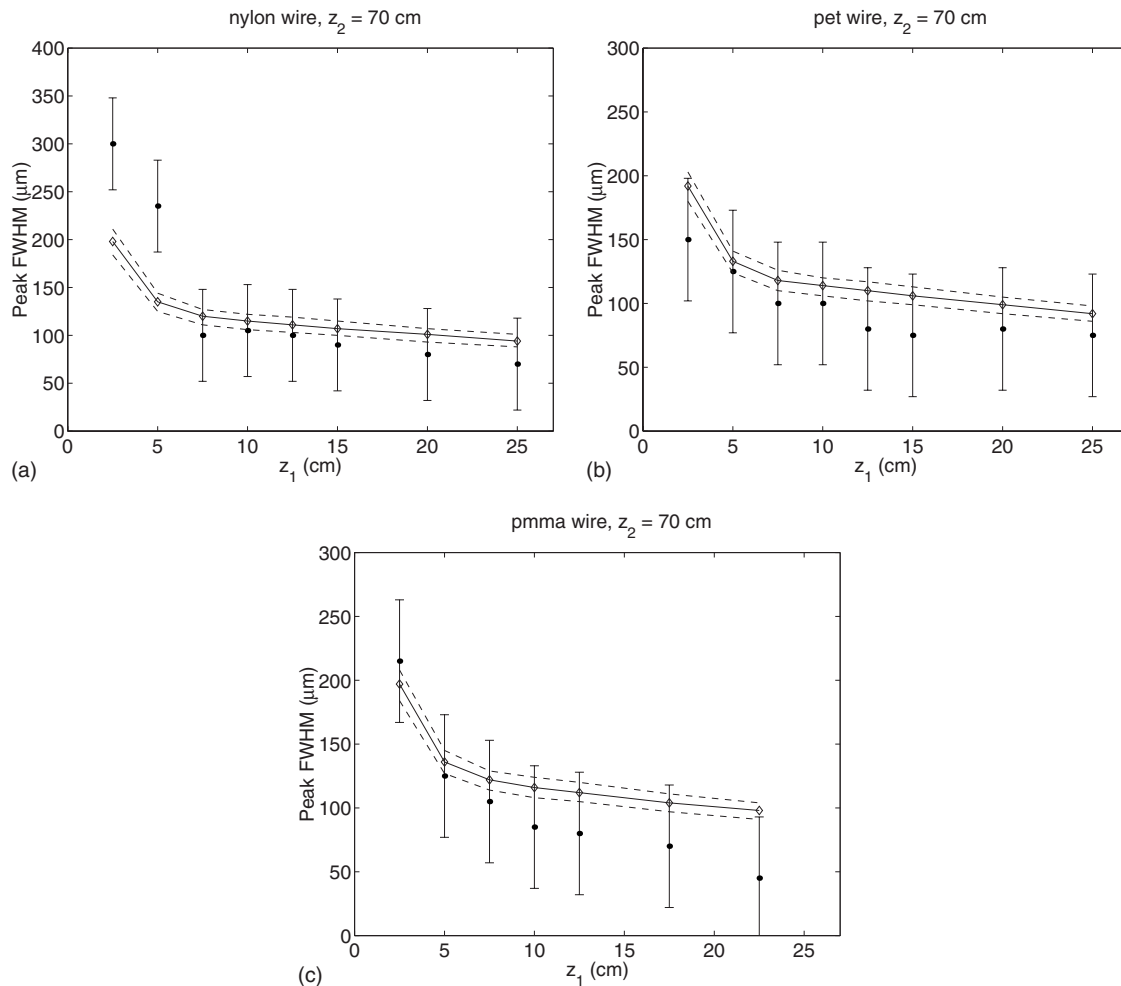 nylon wire, z2 = 70 cm
400
350
300
250
200
150
100
50
0
Peak FWHM (μm)
0 5 10 15 20 25
z1 (cm)
(a)
pet wire, z2 = 70 cm
300
250
200
150
100
50
0
Peak FWHM (μm)
0 5 10 15 20 25
z1 (cm)
(b)
pmma wire, z2 = 70 cm
300
250
200
150
100
50
0
Peak FWHM (μm)
0 5 10 15 20 25
z1 (cm)
(c)